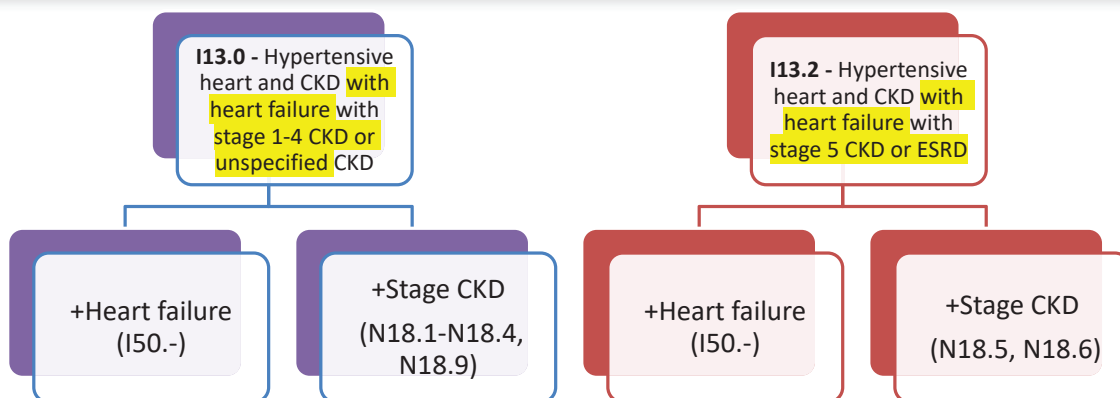 I13.0 - Hypertensive
heart and CKD with
heart failure with
stage 1-4 CKD or
unspecified CKD
I13.2 - Hypertensive
heart and CKD with
heart failure with
stage 5 CKD or ESRD
+Heart failure
(I50.-)
+Stage CKD
(N18.1-N18.4,
N18.9)
+Heart failure
(I50.-)
+Stage CKD
(N18.5, N18.6)